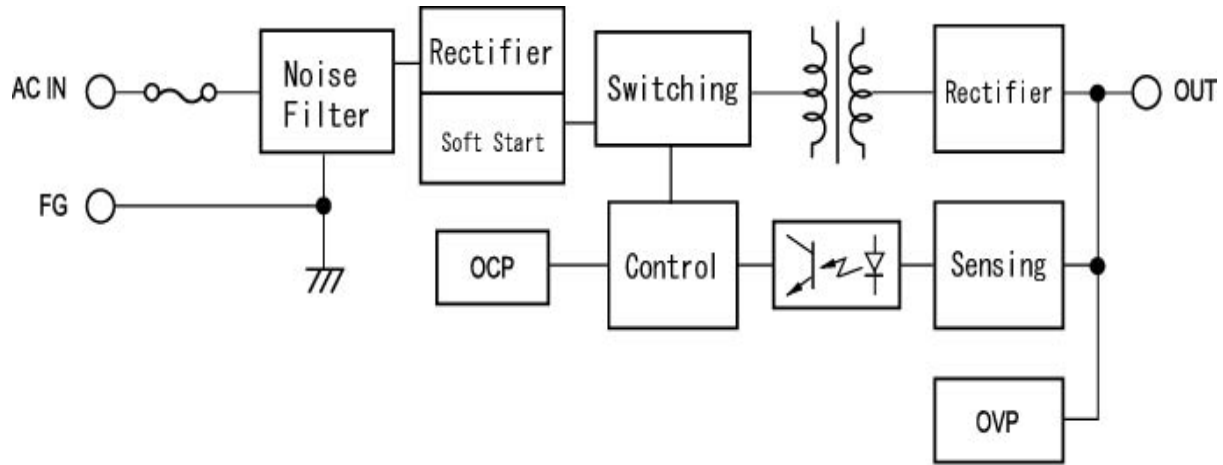 AC IN
Noise
Filter
Rectifier
Soft Start
Switching
Rectifier
OUT
FG
OCP
Control
Sensing
OVP